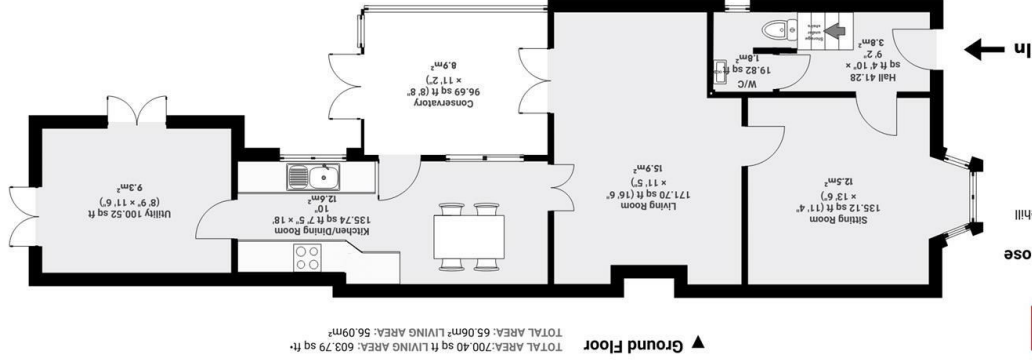 Ground Floor
TOTAL AREA:700.40 sq ft LIVING AREA: 603.79 sq ft*
TOTAL AREA: 65.06m² LIVING AREA: 56.09m²
ose
hill
Sitting Room
135.12 sq ft (11' 4"
× 13' 6")
12.5m²
Living Room
171.70 sq ft (16' 6"
× 11' 5")
15.9m²
Kitchen/Dining Room
135.74 sq ft 7' 5" × 18'
10"
12.6m²
Utility 100.52 sq ft
(8' 9" × 11' 6")
9.3m²
In
Hall 41.28
sq ft 4' 10" ×
9' 2"
3.8m²
W/C
19.82 sq ft
1.8m²
Storage
under
stairs
Conservatory
96.69 sq ft (8' 8"
× 11' 2")
8.9m²